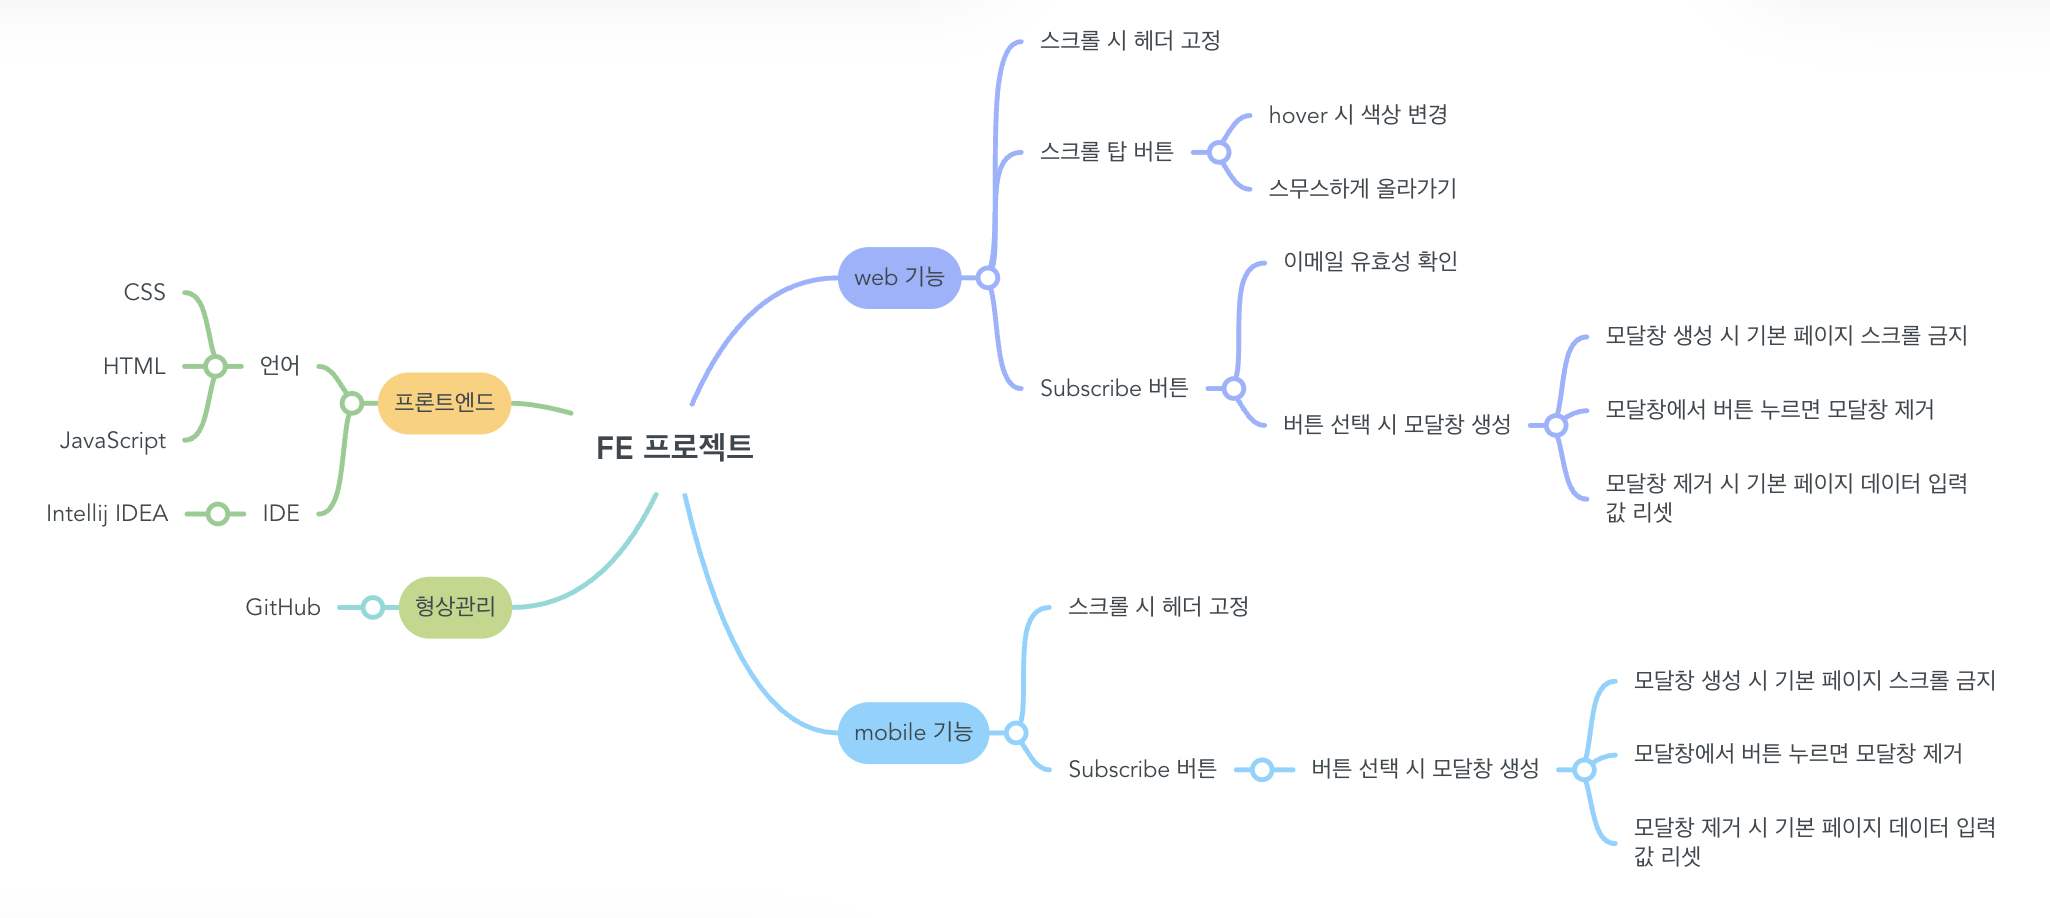 FE 프로젝트
프론트엔드
언어
CSS
HTML
JavaScript
IDE
Intellij IDEA
형상관리
GitHub
web 기능
스크롤 시 헤더 고정
스크롤 탑 버튼
hover 시 색상 변경
스무스하게 올라가기
Subscribe 버튼
이메일 유효성 확인
버튼 선택 시 모달창 생성
모달창 생성 시 기본 페이지 스크롤 금지
모달창에서 버튼 누르면 모달창 제거
모달창 제거 시 기본 페이지 데이터 입력
값 리셋
mobile 기능
스크롤 시 헤더 고정
Subscribe 버튼
버튼 선택 시 모달창 생성
모달창 생성 시 기본 페이지 스크롤 금지
모달창에서 버튼 누르면 모달창 제거
모달창 제거 시 기본 페이지 데이터 입력
값 리셋